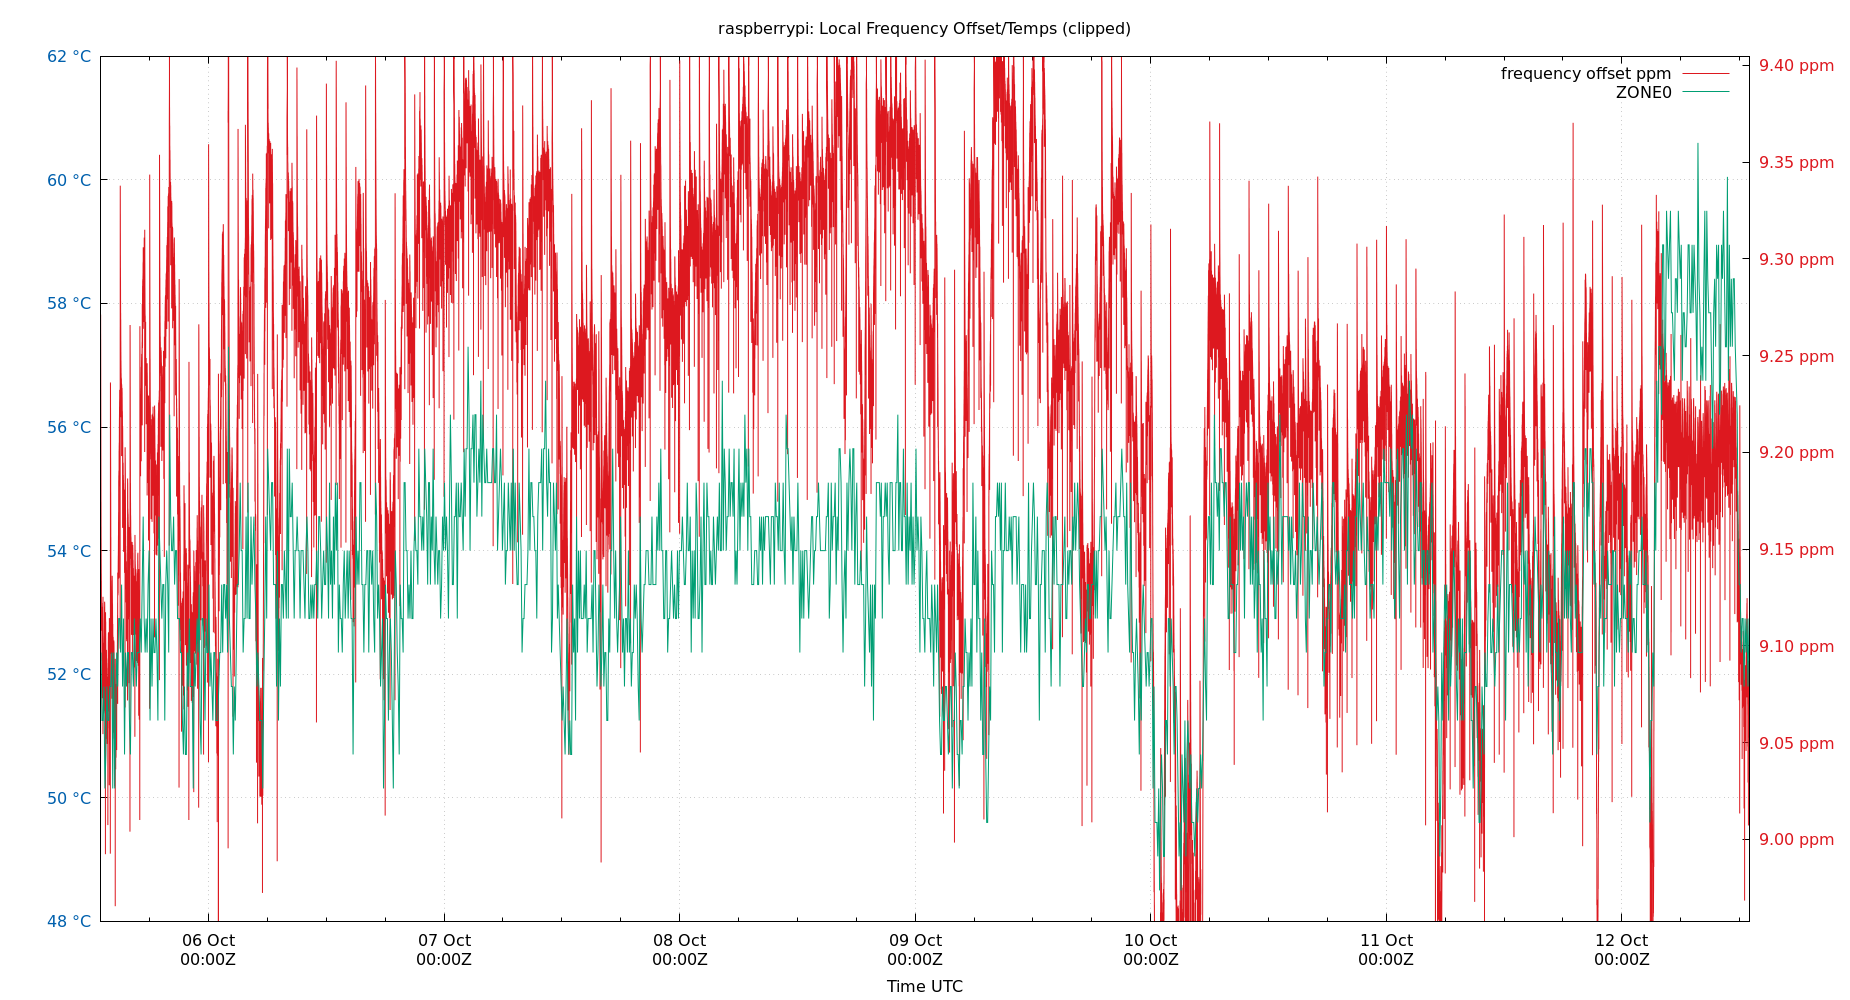 raspberrypi: Local Frequency Offset/Temps (clipped)
62 °C
60 °C
58 °C
56 °C
54 °C
52 °C
50 °C
48 °C
9.40 ppm
9.35 ppm
9.30 ppm
9.25 ppm
9.20 ppm
9.15 ppm
9.10 ppm
9.05 ppm
9.00 ppm
frequency offset ppm
ZONE0
06 Oct
00:00Z
07 Oct
00:00Z
08 Oct
00:00Z
09 Oct
00:00Z
10 Oct
00:00Z
11 Oct
00:00Z
12 Oct
00:00Z
Time UTC